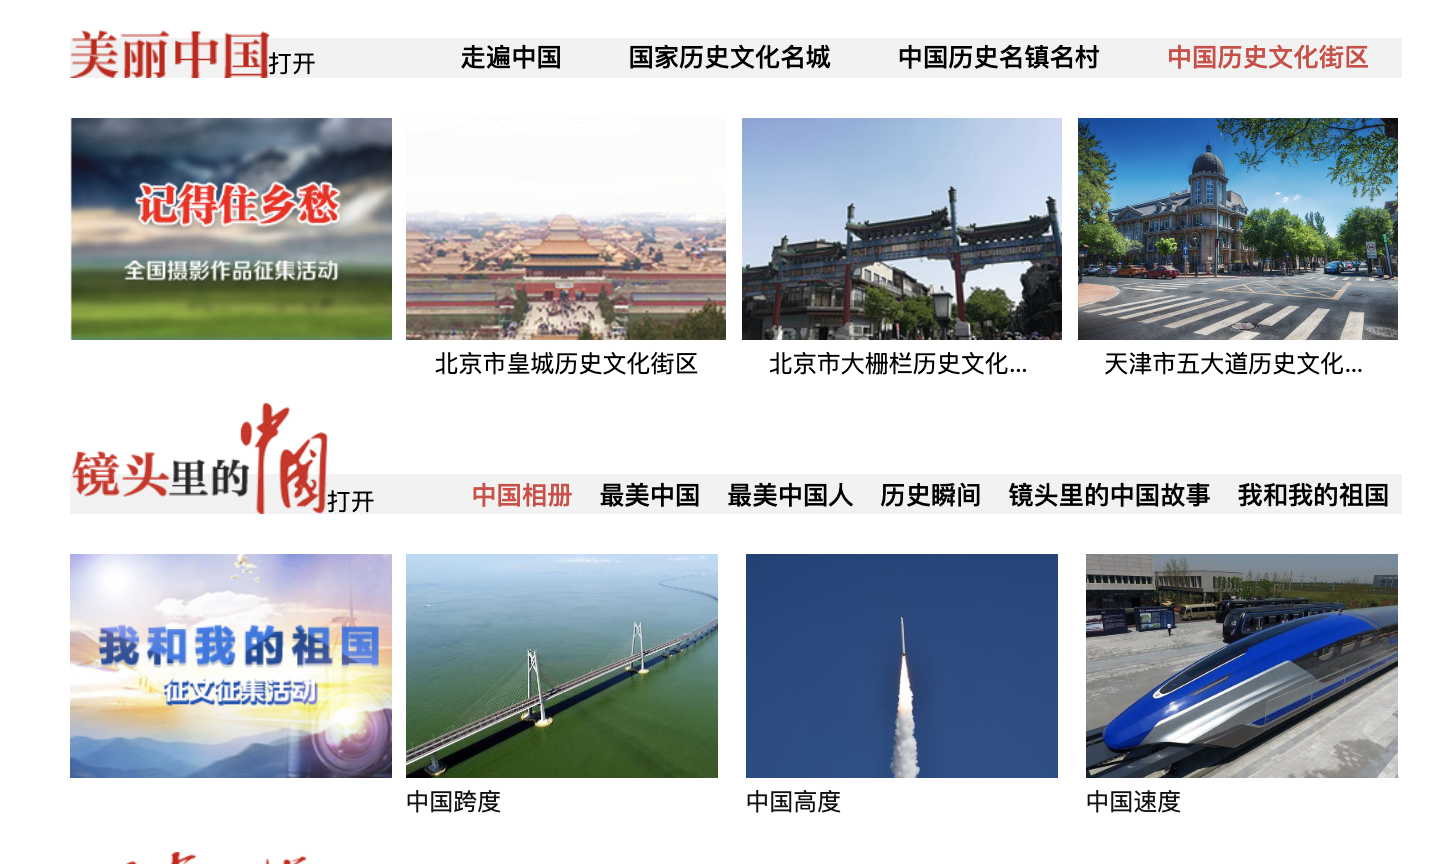 美丽中国打开 走遍中国 国家历史文化名城 中国历史名镇名村 中国历史文化街区
记得住乡愁
全国摄影作品征集活动
北京市皇城历史文化街区 北京市大栅栏历史文化... 天津市五大道历史文化...
镜头里的中国打开 中国相册 最美中国 最美中国人 历史瞬间 镜头里的中国故事 我和我的祖国
我和我的祖国
征文征集活动
中国跨度 中国高度 中国速度